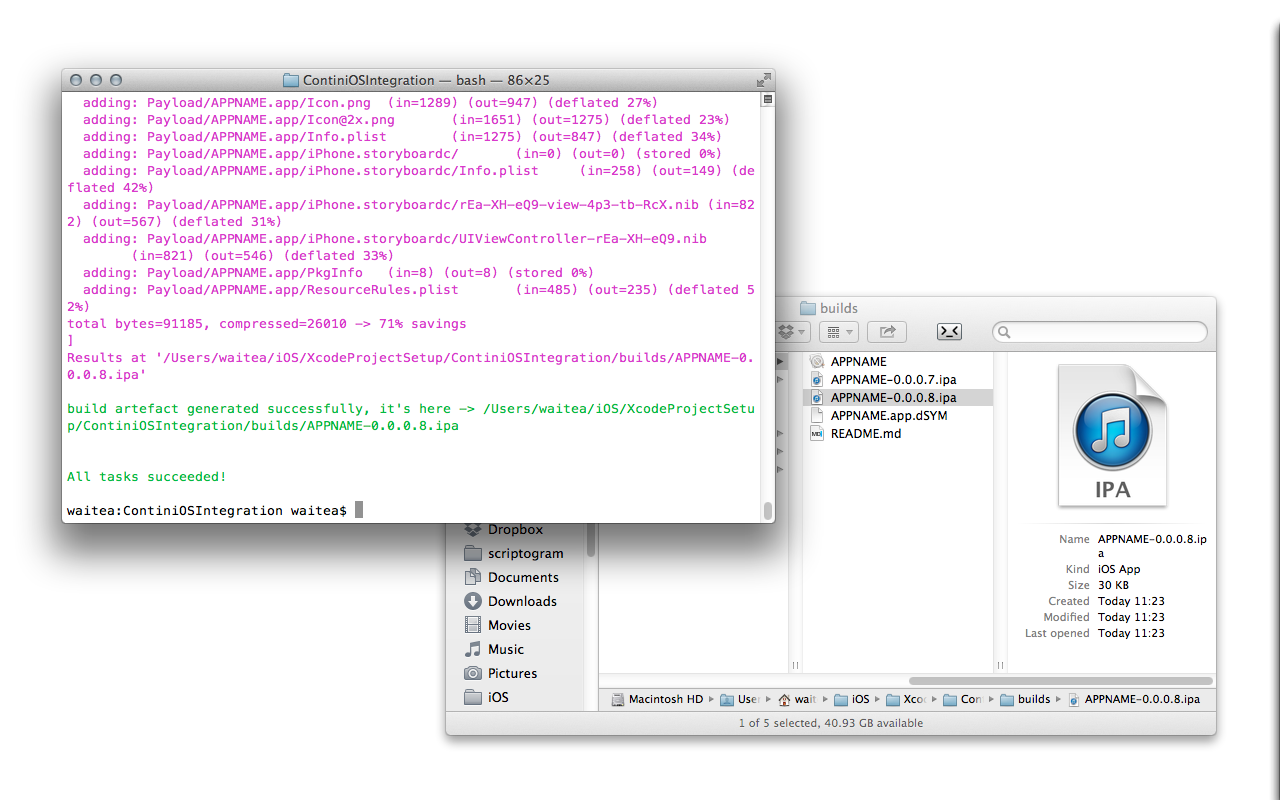 ContiniOSIntegration — bash — 86×25
adding: Payload/APPNAME.app/Icon.png (in=1289) (out=947) (deflated 27%)
adding: Payload/APPNAME.app/Icon@2x.png (in=1651) (out=1275) (deflated 23%)
adding: Payload/APPNAME.app/Info.plist (in=1275) (out=847) (deflated 34%)
adding: Payload/APPNAME.app/iPhone.storyboardc/ (in=0) (out=0) (stored 0%)
adding: Payload/APPNAME.app/iPhone.storyboardc/Info.plist (in=258) (out=149) (de
flated 42%)
adding: Payload/APPNAME.app/iPhone.storyboardc/rEa-XH-eQ9-view-4p3-tb-RcX.nib (in=82
2) (out=567) (deflated 31%)
adding: Payload/APPNAME.app/iPhone.storyboardc/UIViewController-rEa-XH-eQ9.nib
(in=821) (out=546) (deflated 33%)
adding: Payload/APPNAME.app/PkgInfo (in=8) (out=8) (stored 0%)
adding: Payload/APPNAME.app/ResourceRules.plist (in=485) (out=235) (deflated 5
2%)
total bytes=91185, compressed=26010 -> 71% savings
]
Results at '/Users/waitea/iOS/XcodeProjectSetup/ContiniOSIntegration/builds/APPNAME-0.
0.0.8.ipa'
build artefact generated successfully, it's here -> /Users/waitea/iOS/XcodeProjectSetu
p/ContiniOSIntegration/builds/APPNAME-0.0.0.8.ipa
All tasks succeeded!
waitea:ContiniOSIntegration waitea$
builds
APPNAME
APPNAME-0.0.0.7.ipa
APPNAME-0.0.0.8.ipa
APPNAME.app.dSYM
README.md
IPA
Name APPNAME-0.0.0.8.ip
a
Kind iOS App
Size 30 KB
Created Today 11:23
Modified Today 11:23
Last opened Today 11:23
Dropbox
scriptogram
Documents
Downloads
Movies
Music
Pictures
iOS
Macintosh HD ▸ Use ▸ wait ▸ iOS ▸ Xco ▸ Con ▸ builds ▸ APPNAME-0.0.0.8.ipa
1 of 5 selected, 40.93 GB available